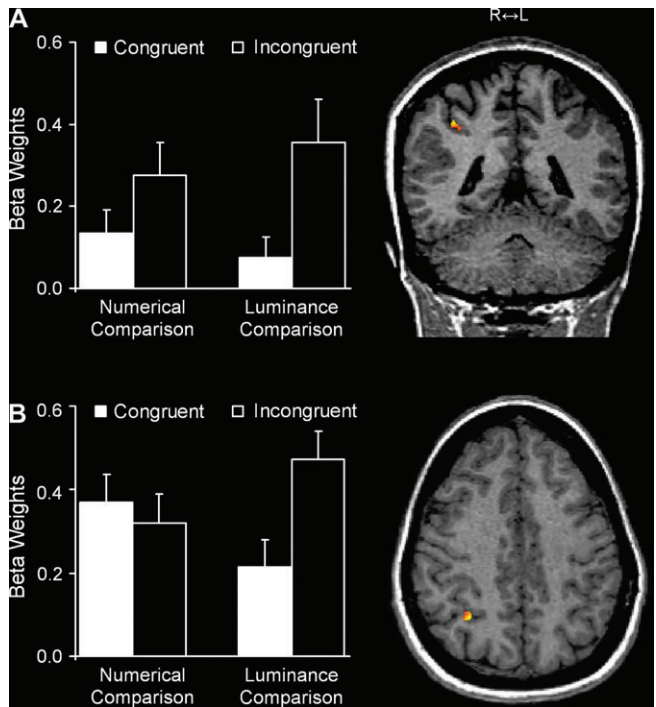 A
R↔L
0.6
Congruent Incongruent
0.4
Beta Weights
0.2
0.0
Numerical Comparison
Luminance Comparison
B
0.6
Congruent Incongruent
0.4
Beta Weights
0.2
0.0
Numerical Comparison
Luminance Comparison